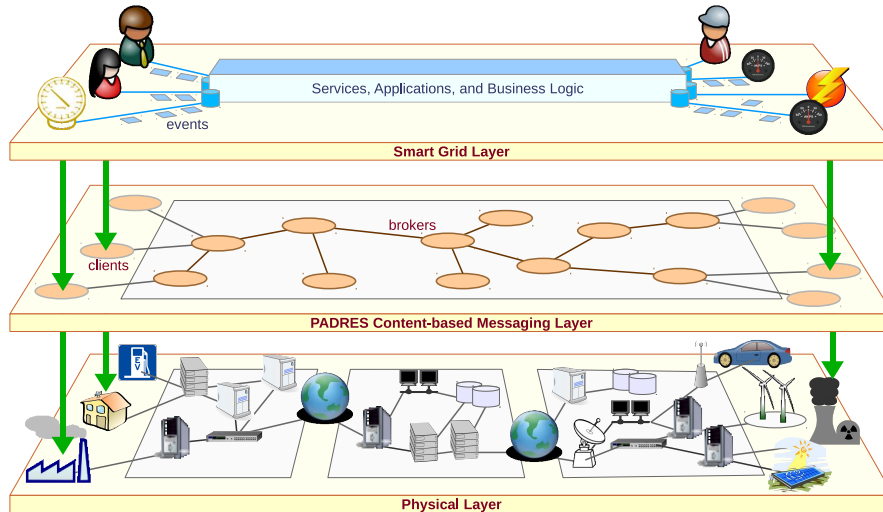 Services, Applications, and Business Logic
events
Smart Grid Layer
brokers
clients
PADRES Content-based Messaging Layer
EV
Physical Layer